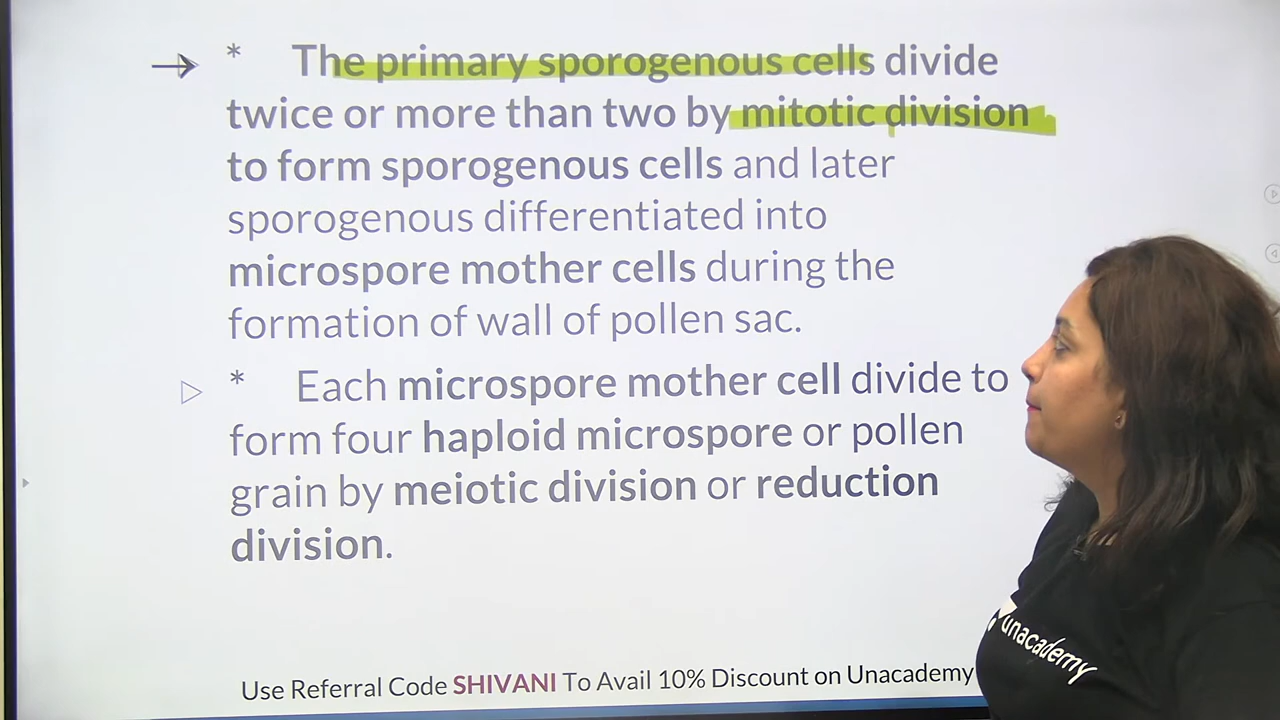 * The primary sporogenous cells divide
twice or more than two by mitotic division
to form sporogenous cells and later
sporogenous differentiated into
microspore mother cells during the
formation of wall of pollen sac.
* Each microspore mother cell divide to
form four haploid microspore or pollen
grain by meiotic division or reduction
division.
unacademy
Use Referral Code SHIVANI To Avail 10% Discount on Unacademy